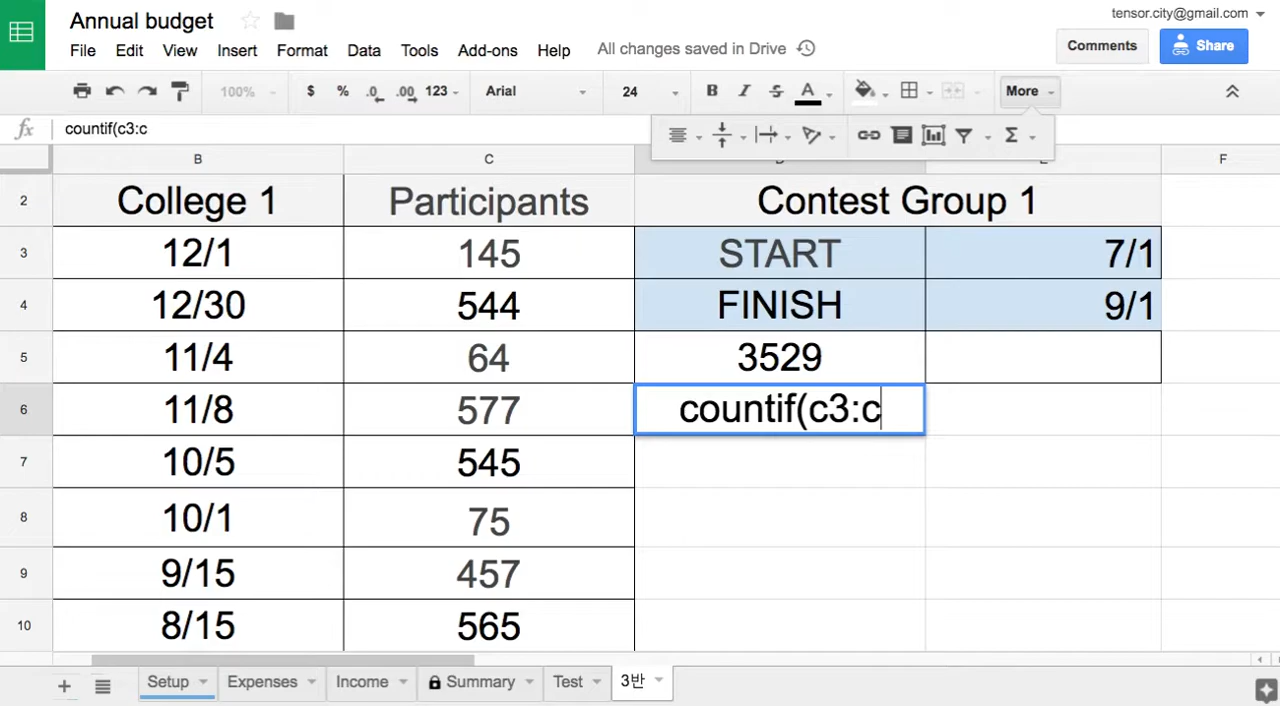 Annual budget
tensor.city@gmail.com
File Edit View Insert Format Data Tools Add-ons Help All changes saved in Drive
Comments Share
100% $ % .0 .00 123 Arial 24 B I S A More
fx countif(c3:c
B C E F
2 College 1 Participants Contest Group 1
3 12/1 145 START 7/1
4 12/30 544 FINISH 9/1
5 11/4 64 3529
6 11/8 577 countif(c3:c
7 10/5 545
8 10/1 75
9 9/15 457
10 8/15 565
+ Setup Expenses Income Summary Test 3반